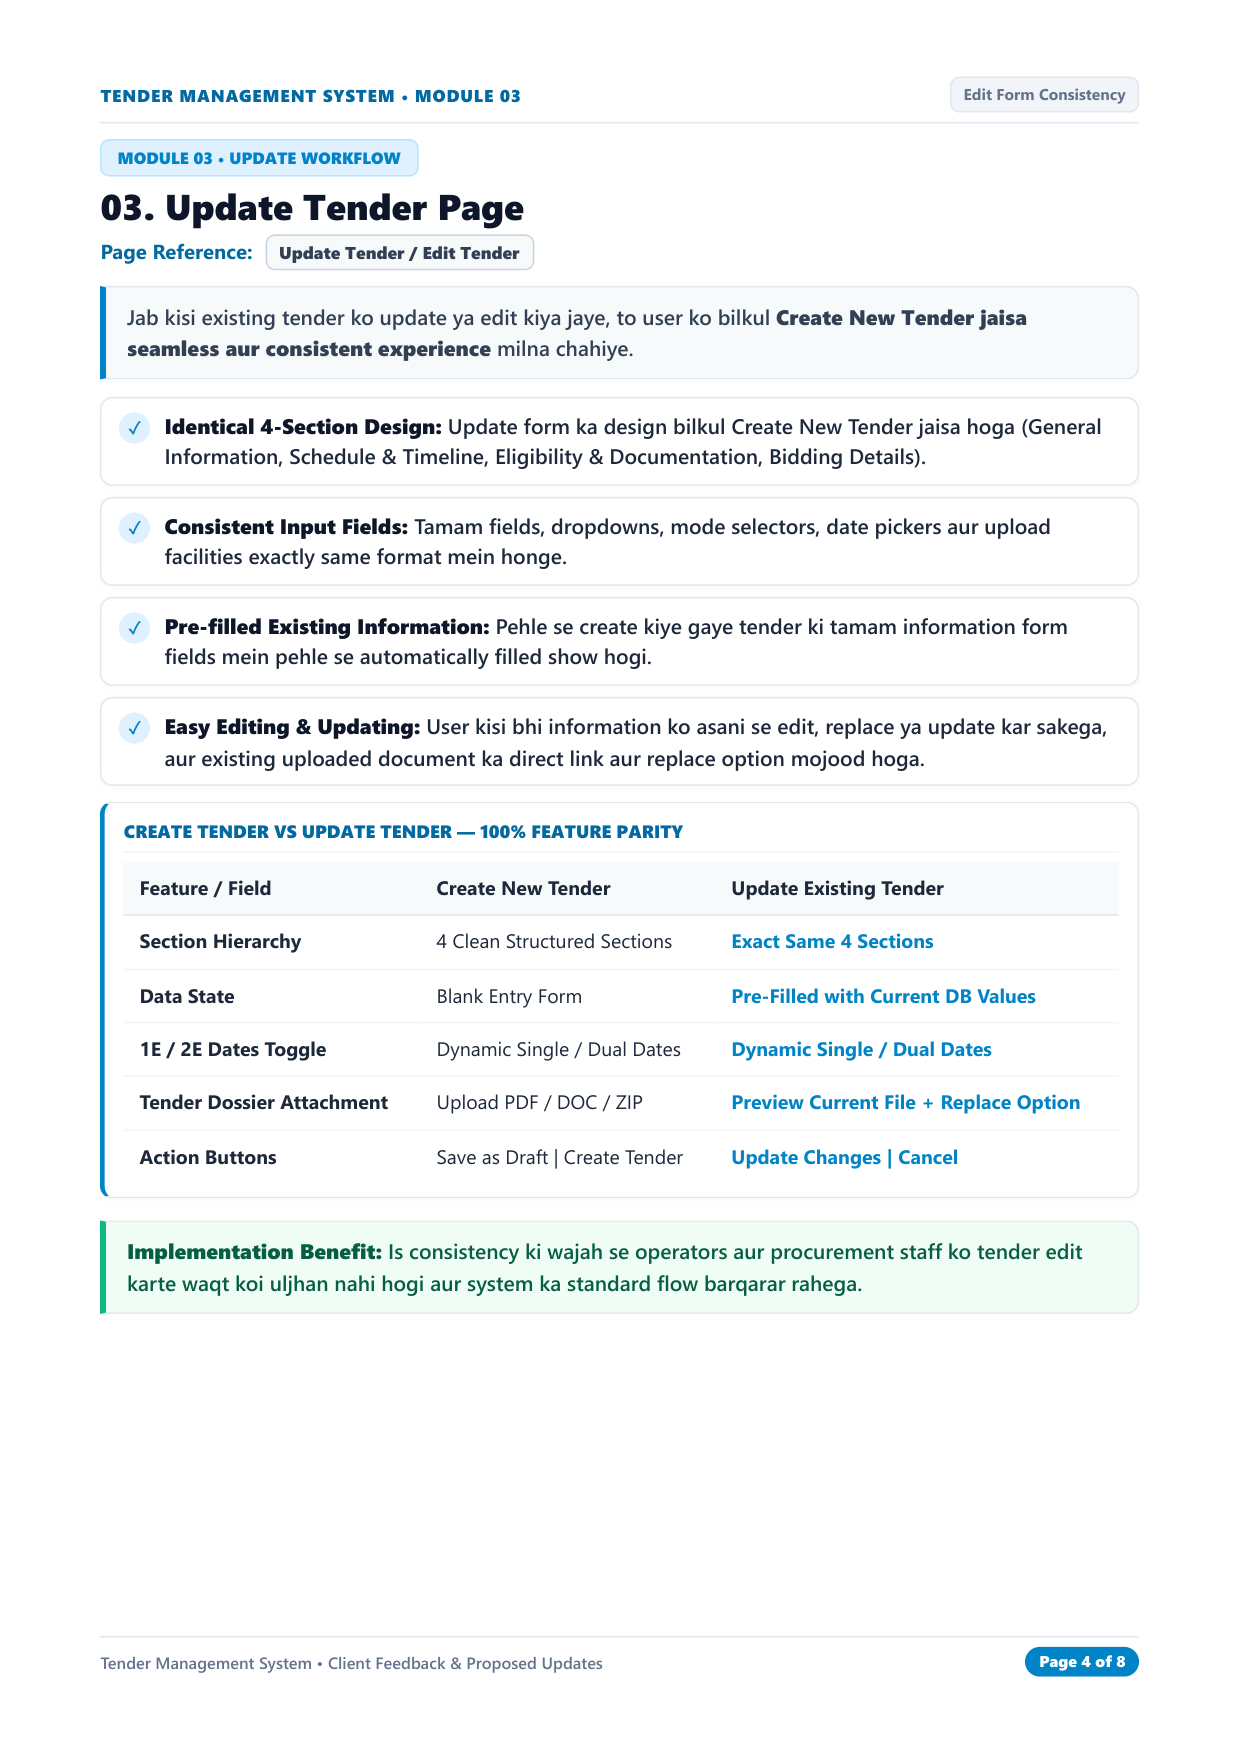 TENDER MANAGEMENT SYSTEM • MODULE 03
Edit Form Consistency
MODULE 03 • UPDATE WORKFLOW
03. Update Tender Page
Page Reference: Update Tender / Edit Tender
Jab kisi existing tender ko update ya edit kiya jaye, to user ko bilkul Create New Tender jaisa
seamless aur consistent experience milna chahiye.
✓ Identical 4-Section Design: Update form ka design bilkul Create New Tender jaisa hoga (General
Information, Schedule & Timeline, Eligibility & Documentation, Bidding Details).
✓ Consistent Input Fields: Tamam fields, dropdowns, mode selectors, date pickers aur upload
facilities exactly same format mein honge.
✓ Pre-filled Existing Information: Pehle se create kiye gaye tender ki tamam information form
fields mein pehle se automatically filled show hogi.
✓ Easy Editing & Updating: User kisi bhi information ko asani se edit, replace ya update kar sakega,
aur existing uploaded document ka direct link aur replace option mojood hoga.
CREATE TENDER VS UPDATE TENDER — 100% FEATURE PARITY
Feature / Field Create New Tender Update Existing Tender
Section Hierarchy 4 Clean Structured Sections Exact Same 4 Sections
Data State Blank Entry Form Pre-Filled with Current DB Values
1E / 2E Dates Toggle Dynamic Single / Dual Dates Dynamic Single / Dual Dates
Tender Dossier Attachment Upload PDF / DOC / ZIP Preview Current File + Replace Option
Action Buttons Save as Draft | Create Tender Update Changes | Cancel
Implementation Benefit: Is consistency ki wajah se operators aur procurement staff ko tender edit
karte waqt koi uljhan nahi hogi aur system ka standard flow barqarar rahega.
Tender Management System • Client Feedback & Proposed Updates
Page 4 of 8